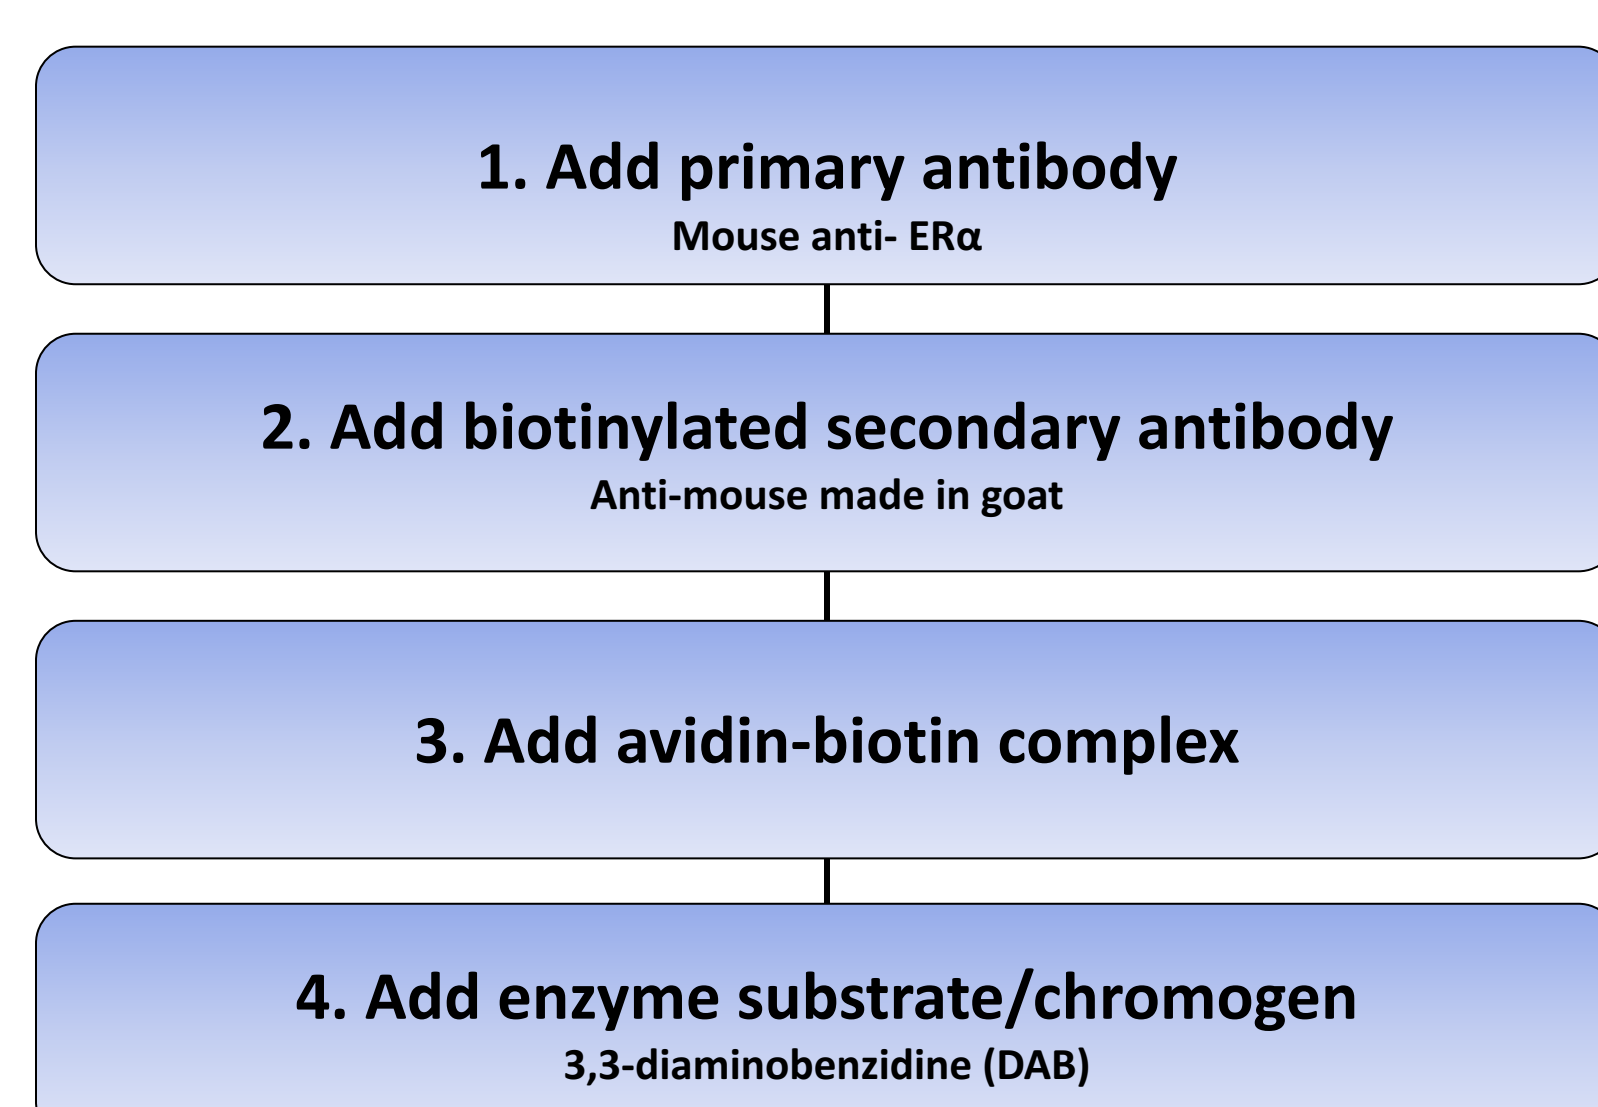 1. Add primary antibody
Mouse anti- ERα
2. Add biotinylated secondary antibody
Anti-mouse made in goat
3. Add avidin-biotin complex
4. Add enzyme substrate/chromogen
3,3-diaminobenzidine (DAB)